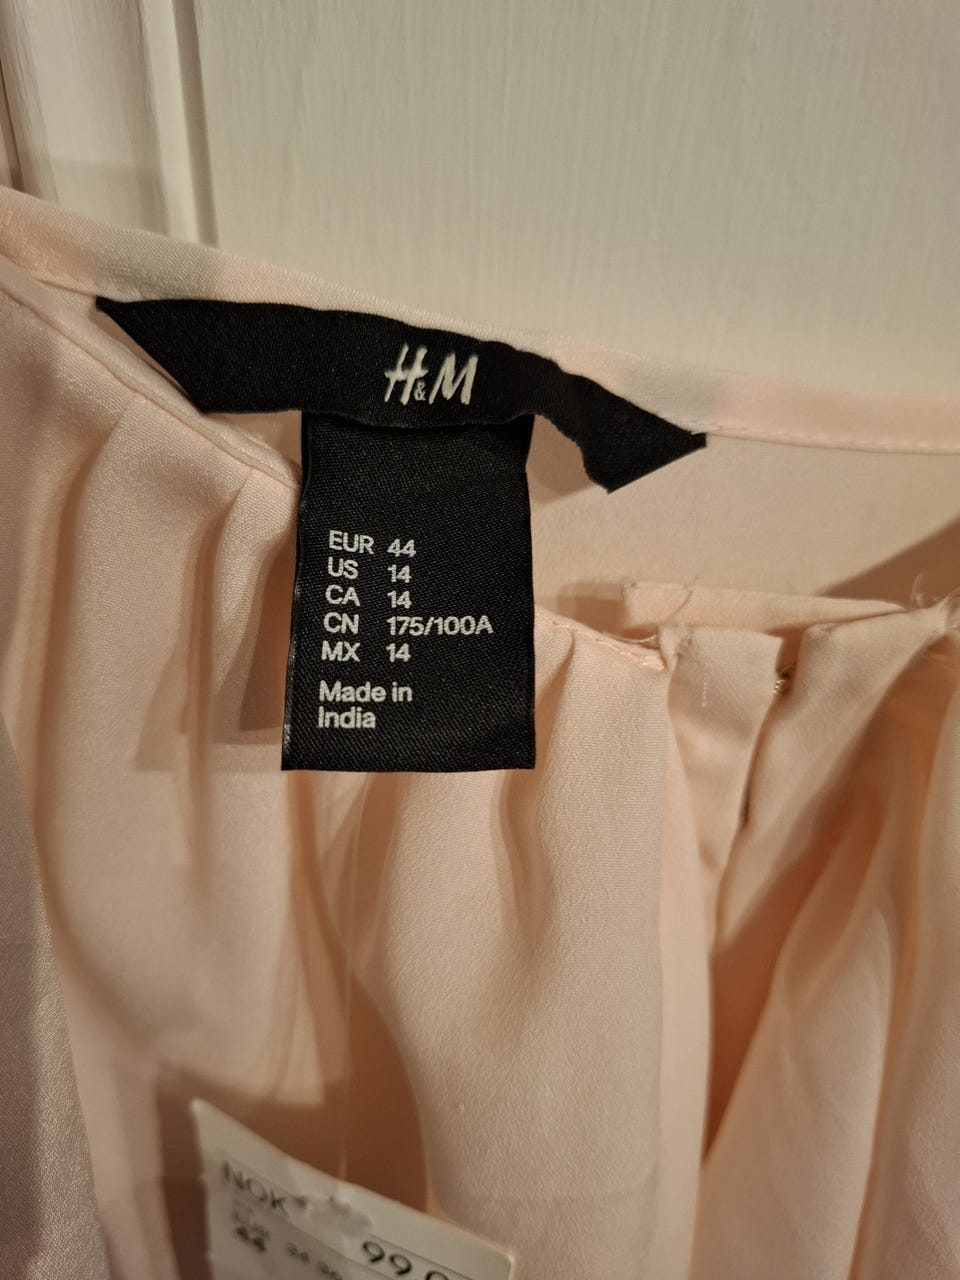 H&M
EUR 44
US 14
CA 14
CN 175/100A
MX 14
Made in
India
NOK
99
44